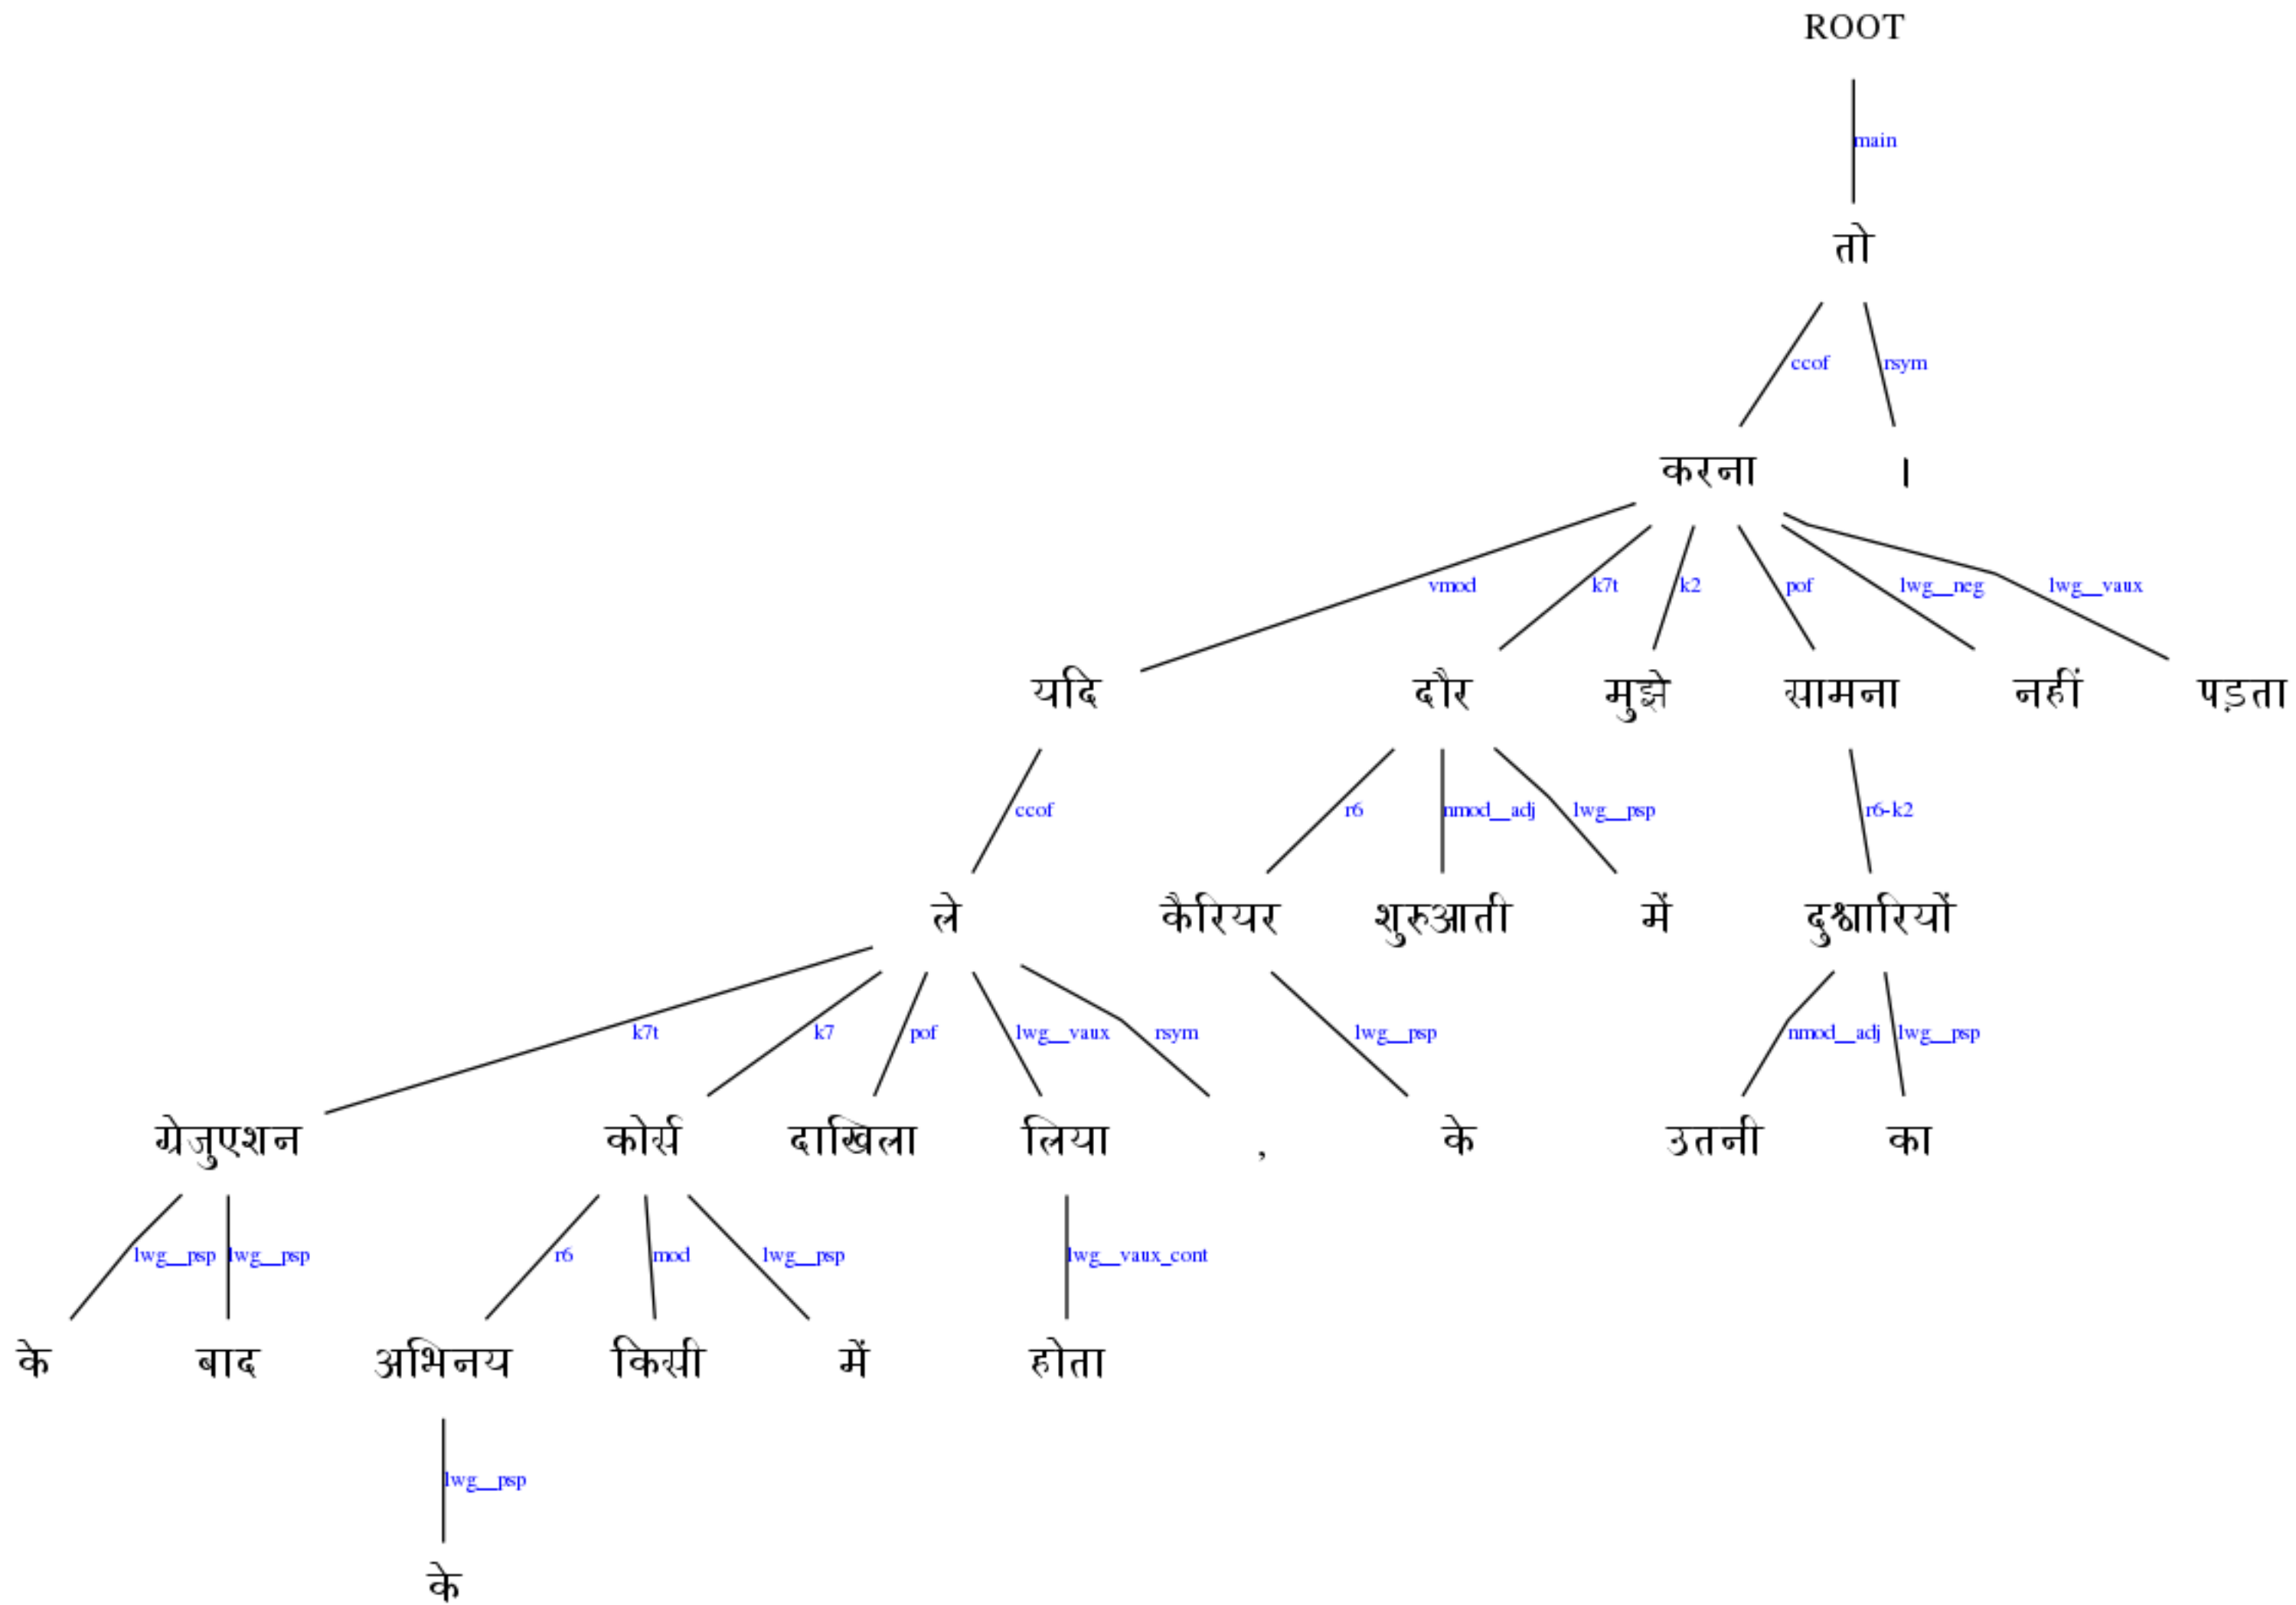 ROOT
main
तो
ccof rsym
करना ।
vmod k7t k2 pof lwg__neg lwg__vaux
यदि दौर मुझे सामना नहीं पड़ता
ccof r6 nmod__adj lwg__psp r6-k2
ले कैरियर शुरुआती में दुश्वारियों
k7t k7 pof lwg__vaux rsym lwg__psp nmod__adj lwg__psp
ग्रेजुएशन कोर्स दाखिला लिया , के उतनी का
lwg__psp lwg__psp r6 mod lwg__psp lwg__vaux_cont
के बाद अभिनय किसी में होता
lwg__psp
के